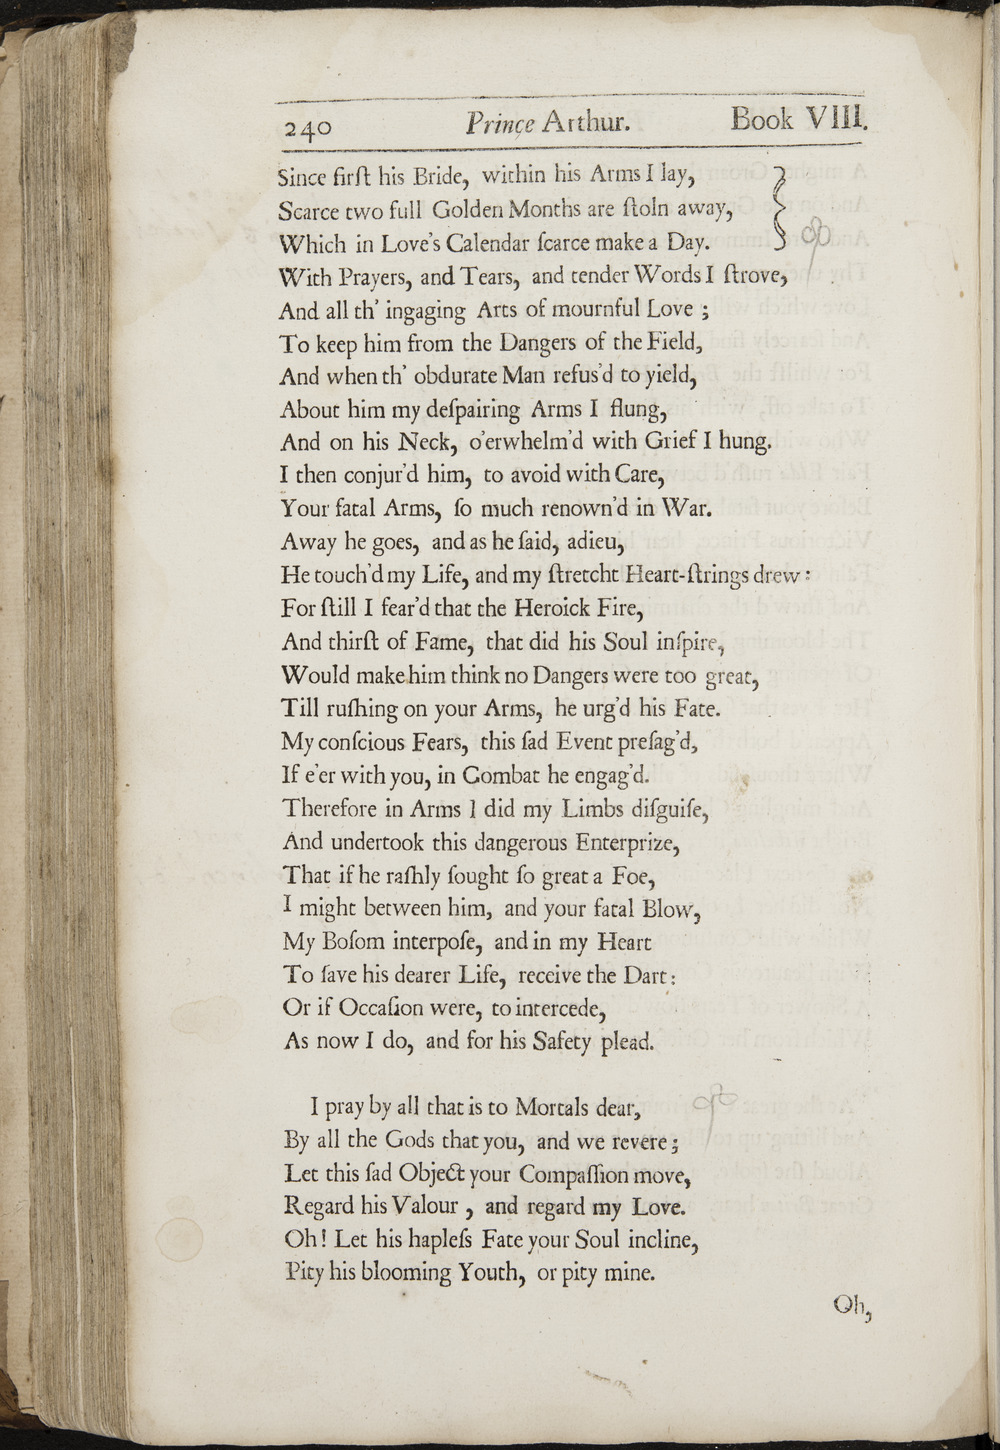 240 Prince Arthur. Book VIII.
Since firſt his Bride, within his Arms I lay,
Scarce two full Golden Months are ſtoln away,
Which in Love's Calendar ſcarce make a Day.
With Prayers, and Tears, and tender Words I ſtrove,
And all th' ingaging Arts of mournful Love ;
To keep him from the Dangers of the Field,
And when th' obdurate Man refus'd to yield,
About him my deſpairing Arms I flung,
And on his Neck, o'erwhelm'd with Grief I hung.
I then conjur'd him, to avoid with Care,
Your fatal Arms, ſo much renown'd in War.
Away he goes, and as he ſaid, adieu,
He touch'd my Life, and my ſtretcht Heart-ſtrings drew :
For ſtill I fear'd that the Heroick Fire,
And thirſt of Fame, that did his Soul inſpire,
Would make him think no Dangers were too great,
Till ruſhing on your Arms, he urg'd his Fate.
My conſcious Fears, this ſad Event preſag'd,
If e'er with you, in Combat he engag'd.
Therefore in Arms I did my Limbs diſguiſe,
And undertook this dangerous Enterprize,
That if he raſhly ſought ſo great a Foe,
I might between him, and your fatal Blow,
My Boſom interpoſe, and in my Heart
To ſave his dearer Life, receive the Dart :
Or if Occaſion were, to intercede,
As now I do, and for his Safety plead.
I pray by all that is to Mortals dear,
By all the Gods that you, and we revere ;
Let this ſad Object your Compaſſion move,
Regard his Valour , and regard my Love.
Oh! Let his hapleſs Fate your Soul incline,
Pity his blooming Youth, or pity mine.
Oh,